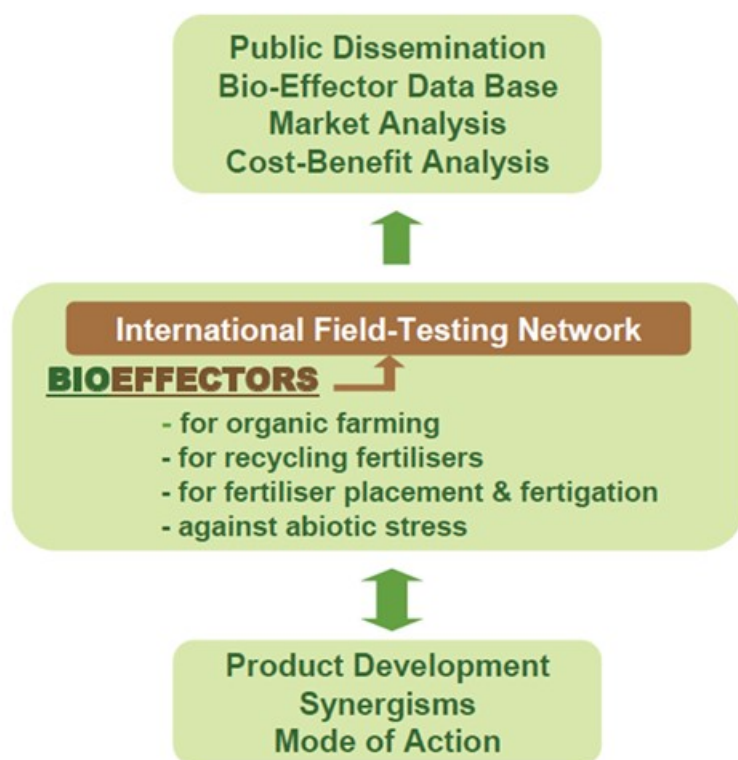 Public Dissemination
Bio-Effector Data Base
Market Analysis
Cost-Benefit Analysis
International Field-Testing Network
BIOEFFECTORS
- for organic farming
- for recycling fertilisers
- for fertiliser placement & fertigation
- against abiotic stress
Product Development
Synergisms
Mode of Action